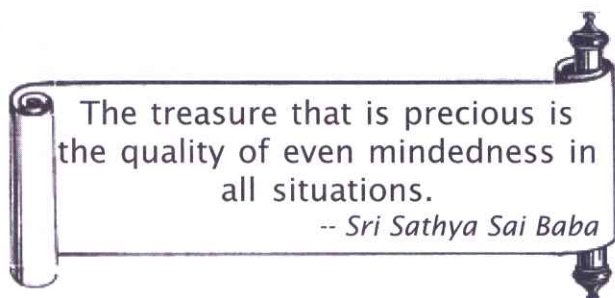 The treasure that is precious is
the quality of even mindedness in
all situations.
-- Sri Sathya Sai Baba